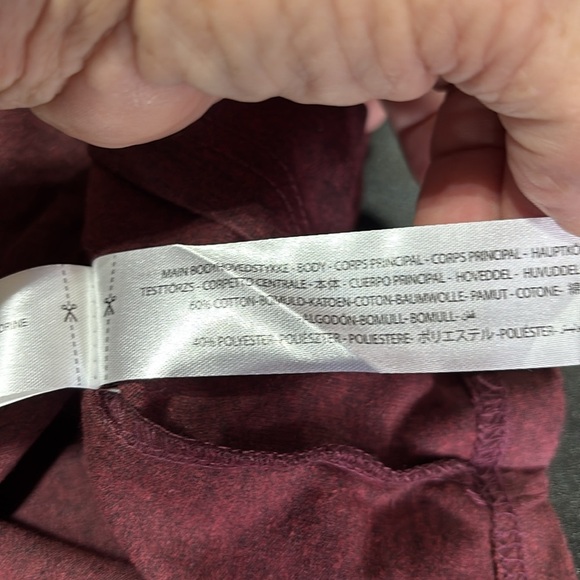 ORINE
MAIN BODY-HOVEDSTYKKE - BODY - CORPS PRINCIPAL - CORPS PRINCIPAL - HAUPTKÖ
TESTTÖRZS - CORPETTO CENTRALE - 本体 - CUERPO PRINCIPAL - HOVEDDEL - HUVUDDEL
60% COTTON-BOMULD-KATOEN-COTON-BAUMWOLLE- PAMUT - COTONE- 綿
ALGODÓN-BOMULL- BOMULL-
40% POLYESTER- POLIÉSZTER - POLIESTERE- ポリエステル -POLIÉSTER-